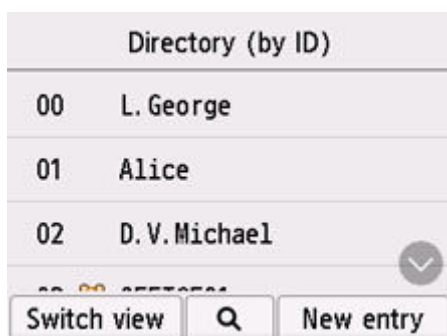 Directory (by ID)
00 L.George
01 Alice
02 D.V.Michael
Switch view New entry